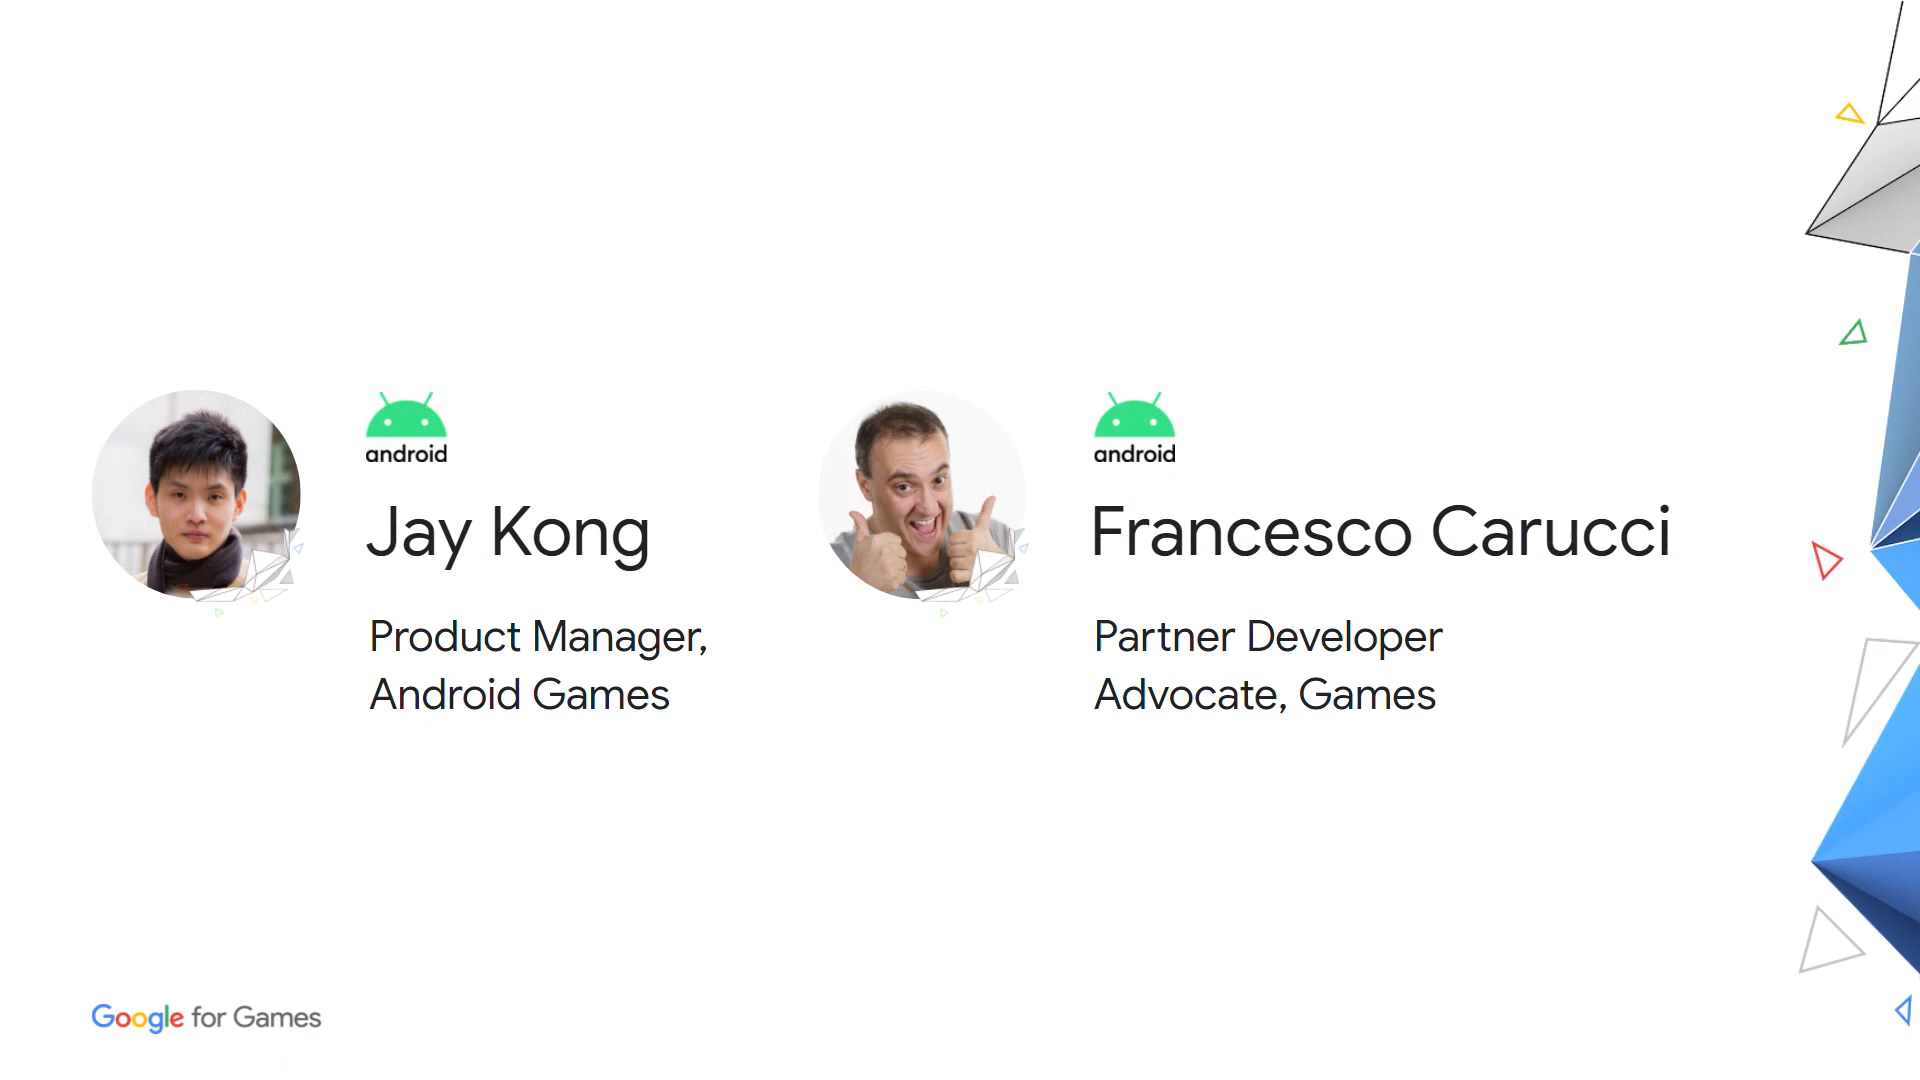 android
Jay Kong
Product Manager,
Android Games
android
Francesco Carucci
Partner Developer
Advocate, Games
Google for Games